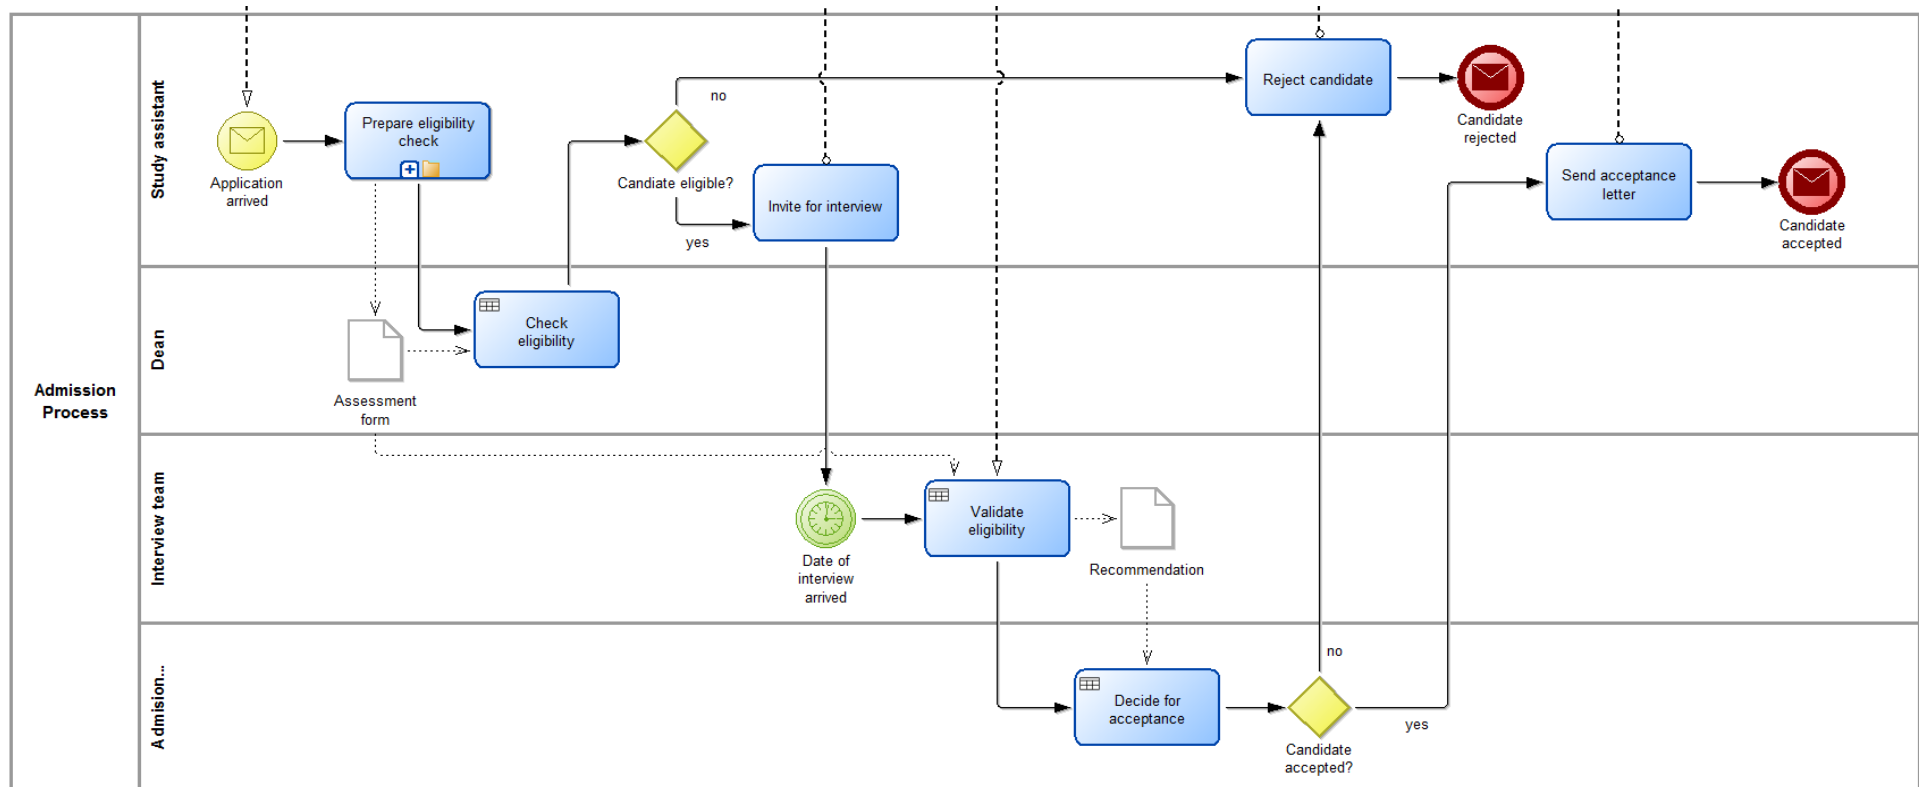 Admission
Process
Study assistant
Dean
Interview team
Admision...
Application
arrived
Prepare eligibility
check
Candiate eligible?
no
yes
Invite for interview
Reject candidate
Candidate
rejected
Send acceptance
letter
Candidate
accepted
Check
eligibility
Assessment
form
Date of
interview
arrived
Validate
eligibility
Recommendation
Decide for
acceptance
Candidate
accepted?
no
yes